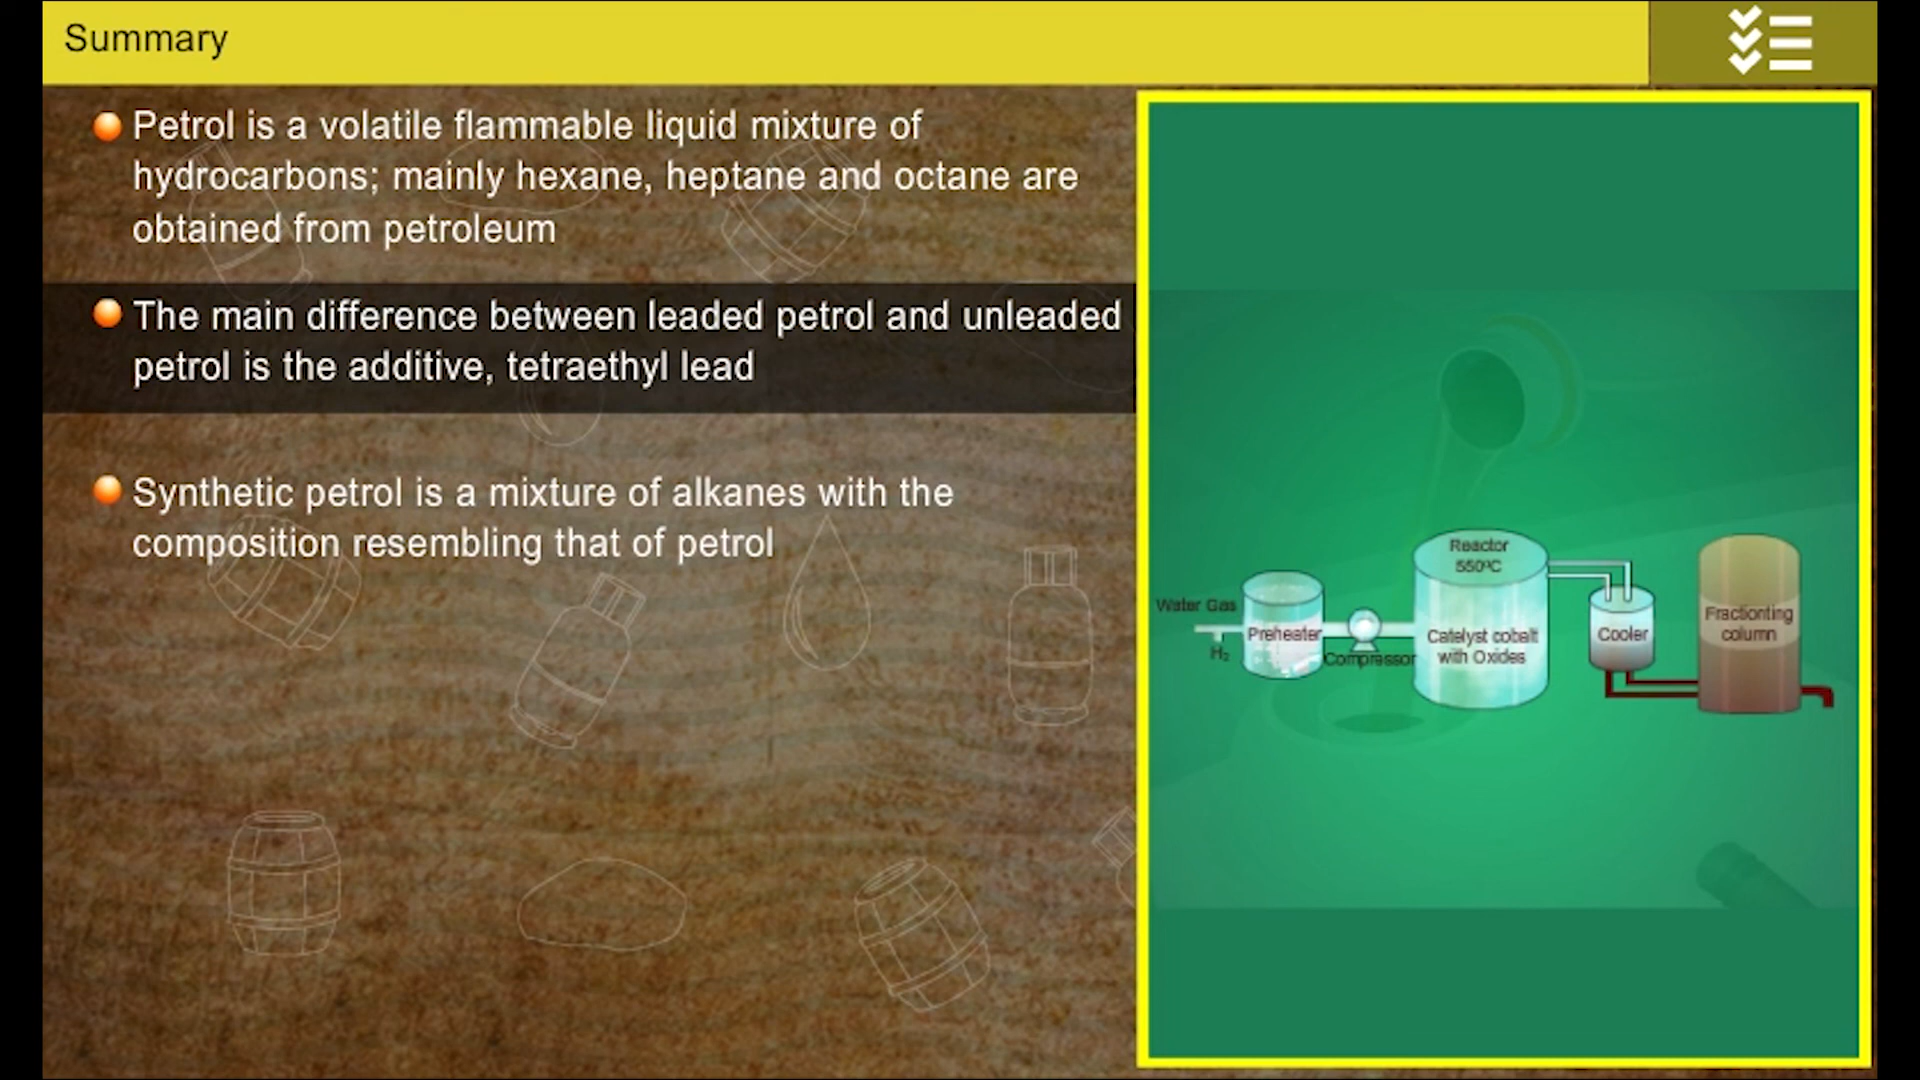 Summary
Petrol is a volatile flammable liquid mixture of
hydrocarbons; mainly hexane, heptane and octane are
obtained from petroleum
The main difference between leaded petrol and unleaded
petrol is the additive, tetraethyl lead
Synthetic petrol is a mixture of alkanes with the
composition resembling that of petrol
Water Gas
H₂
Preheater
Compressor
Reactor
550ºC
Catalyst cobalt
with Oxides
Cooler
Fractionting
column